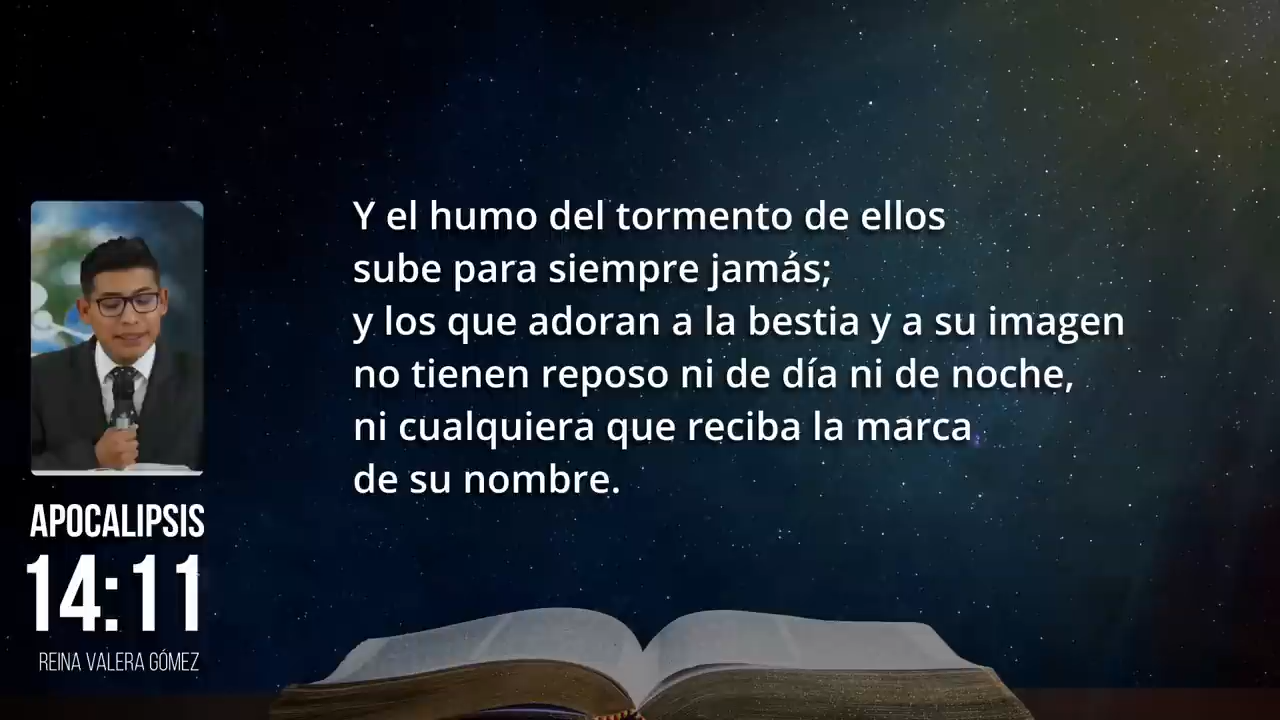 Y el humo del tormento de ellos
sube para siempre jamás;
y los que adoran a la bestia y a su imagen
no tienen reposo ni de día ni de noche,
ni cualquiera que reciba la marca
de su nombre.
APOCALIPSIS
14:11
REINA VALERA GÓMEZ